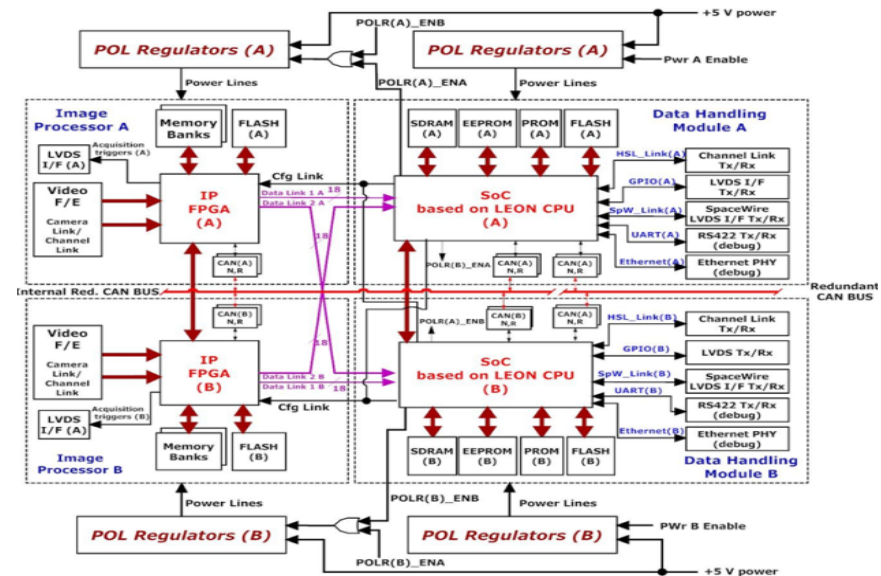 +5 V power
POLR(A)_ENB
POL Regulators (A)
POL Regulators (A)
Pwr A Enable
POLR(A)_ENA
Power Lines
Power Lines
Image
Processor A
Memory
Banks
FLASH
(A)
SDRAM
(A)
EEPROM
(A)
PROM
(A)
FLASH
(A)
Data Handling
Module A
LVDS
I/F (A)
Acquisition
triggers (A)
Cfg Link
HSL_Link(A)
Channel Link
Tx/Rx
Video
F/E
Camera Link/
Channel
Link
IP
FPGA
(A)
Data Link 1 A
18
Data Link 2 A
18
SoC
based on LEON CPU
(A)
GPIO(A)
LVDS I/F
Tx/Rx
SpW_Link(A)
SpaceWire
LVDS I/F Tx/Rx
UART(A)
RS422 Tx/Rx
(debug)
Ethernet(A)
Ethernet PHY
(debug)
CAN(A)
N,R
POLR(B)_ENA
CAN(A)
N,R
CAN(A)
N,R
Internal Red. CAN BUS
Redundant
CAN BUS
CAN(B)
N,R
POLR(A)_ENB
CAN(B)
N,R
CAN(A)
N,R
Video
F/E
Camera Link/
Channel
Link
IP
FPGA
(B)
18
Data Link 2 B
Data Link 1 B
18
Cfg Link
SoC
based on LEON CPU
(B)
HSL_Link(B)
Channel Link
Tx/Rx
GPIO(B)
LVDS Tx/Rx
SpW_Link(B)
SpaceWire
LVDS I/F Tx/Rx
UART(B)
RS422 Tx/Rx
(debug)
Ethernet(B)
Ethernet PHY
(debug)
LVDS
I/F (A)
Acquisition
triggers (B)
Memory
Banks
FLASH
(B)
SDRAM
(B)
EEPROM
(B)
PROM
(B)
FLASH
(B)
Image
Processor B
Data Handling
Module B
Power Lines
POLR(B)_ENB
Power Lines
POL Regulators (B)
POL Regulators (B)
PWr B Enable
POLR(B)_ENA
+5 V power